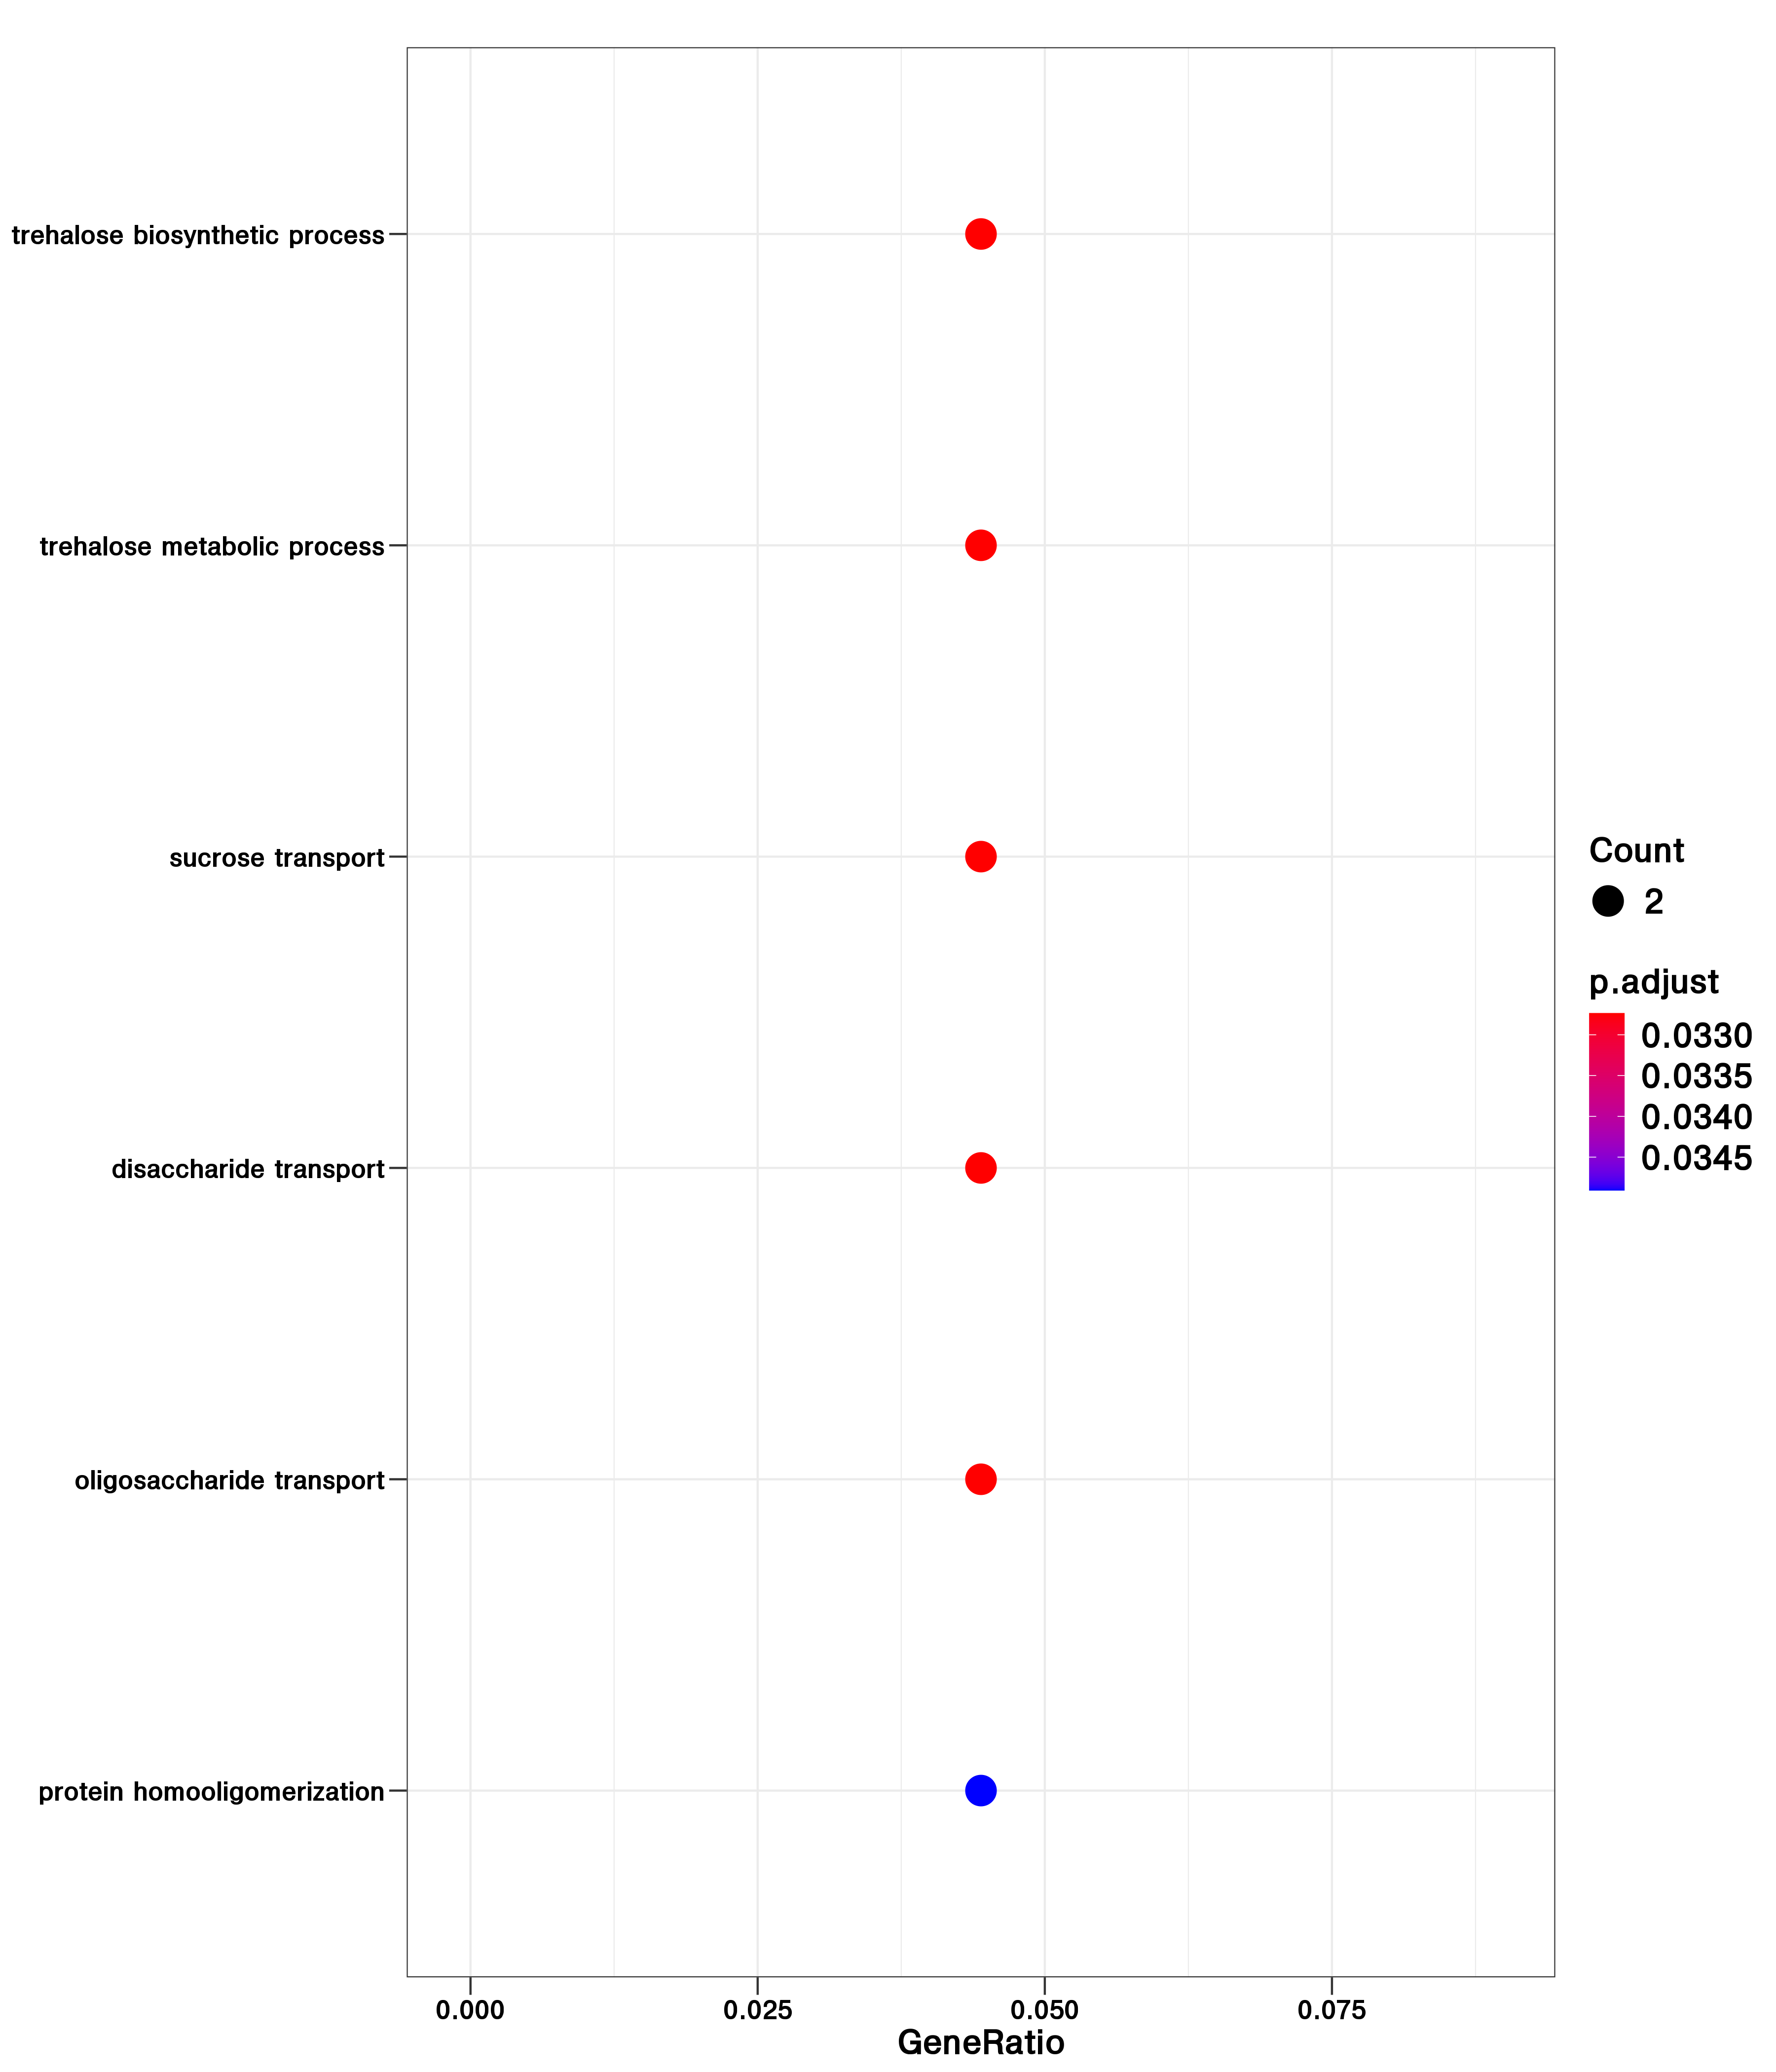 trehalose biosynthetic process
trehalose metabolic process
sucrose transport
disaccharide transport
oligosaccharide transport
protein homooligomerization
0.000 0.025 0.050 0.075
GeneRatio
Count
2
p.adjust
0.0330
0.0335
0.0340
0.0345